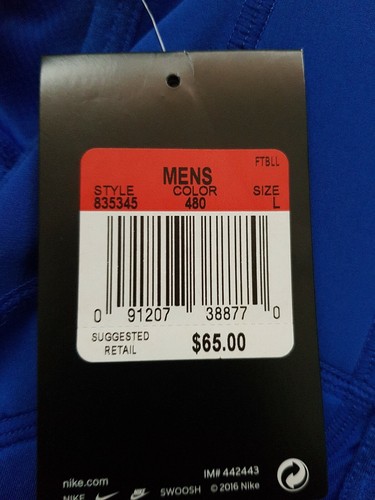 FTBLL
MENS
STYLE COLOR SIZE
835345 480 L
0 91207 38877 0
SUGGESTED RETAIL $65.00
nike.com IM# 442443
NIKE SWOOSH © 2016 Nike